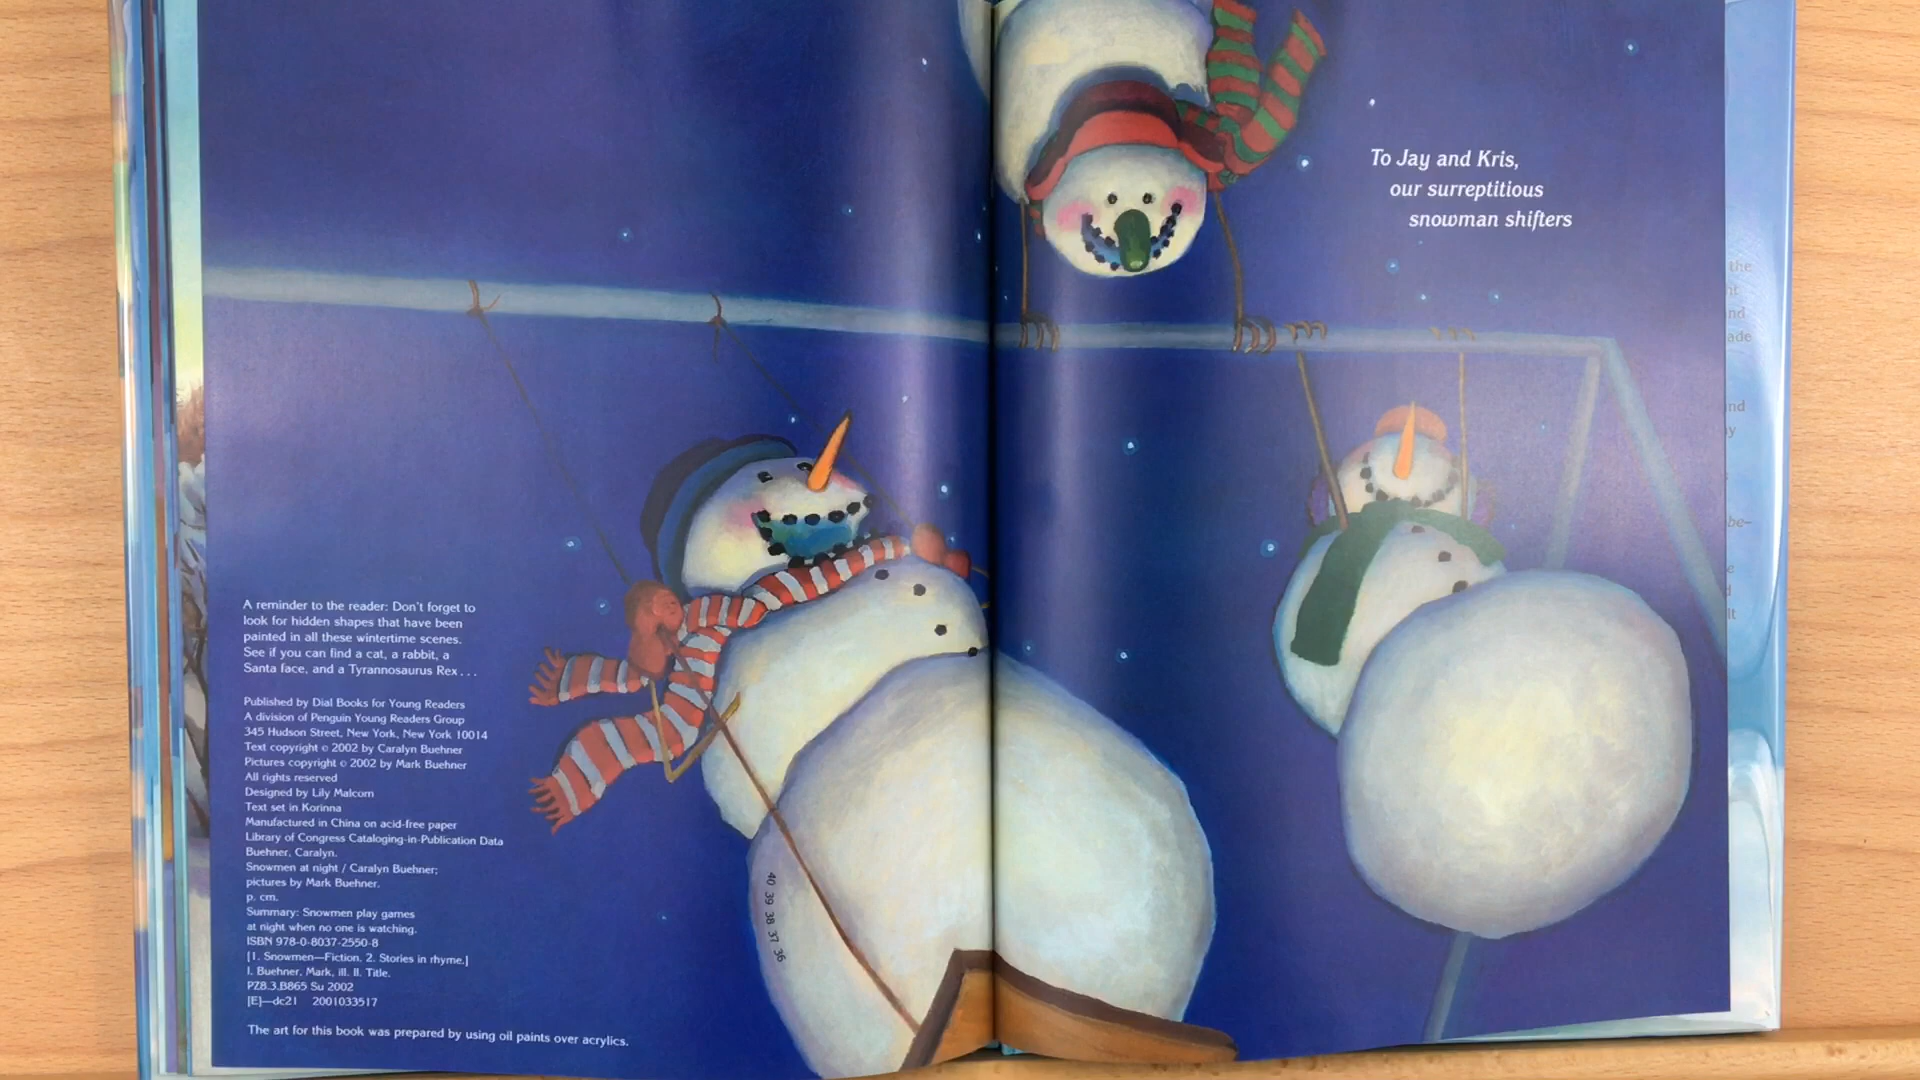 A reminder to the reader: Don't forget to
look for hidden shapes that have been
painted in all these wintertime scenes.
See if you can find a cat, a rabbit, a
Santa face, and a Tyrannosaurus Rex . . .
Published by Dial Books for Young Readers
A division of Penguin Young Readers Group
345 Hudson Street, New York, New York 10014
Text copyright © 2002 by Caralyn Buehner
Pictures copyright © 2002 by Mark Buehner
All rights reserved
Designed by Lily Malcom
Text set in Korinna
Manufactured in China on acid-free paper
Library of Congress Cataloging-in-Publication Data
Buehner, Caralyn.
Snowmen at night / Caralyn Buehner;
pictures by Mark Buehner.
p. cm.
Summary: Snowmen play games
at night when no one is watching.
ISBN 978-0-8037-2550-8
[1. Snowmen—Fiction. 2. Stories in rhyme.]
I. Buehner, Mark, ill. II. Title.
PZ8.3.B865 Su 2002
[E]—dc21 2001033517
The art for this book was prepared by using oil paints over acrylics.
40 39 38 37 36
To Jay and Kris,
our surreptitious
snowman shifters
the